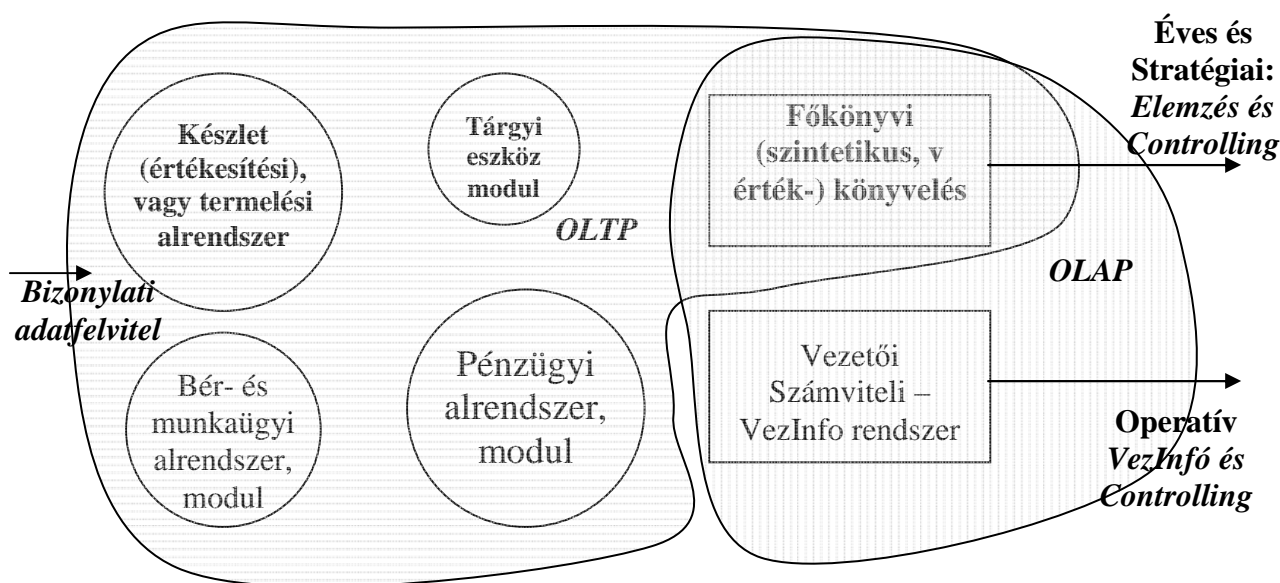 Készlet
(értékesítési),
vagy termelési
alrendszer
Tárgyi
eszköz
modul
OLTP
Bizonylati
adatfelvitel
Bér- és
munkaügyi
alrendszer,
modul
Pénzügyi
alrendszer,
modul
Főkönyvi
(szintetikus, v
érték-) könyvelés
OLAP
Vezetői
Számviteli –
VezInfo rendszer
Éves és
Stratégiai:
Elemzés és
Controlling
Operatív
VezInfó és
Controlling